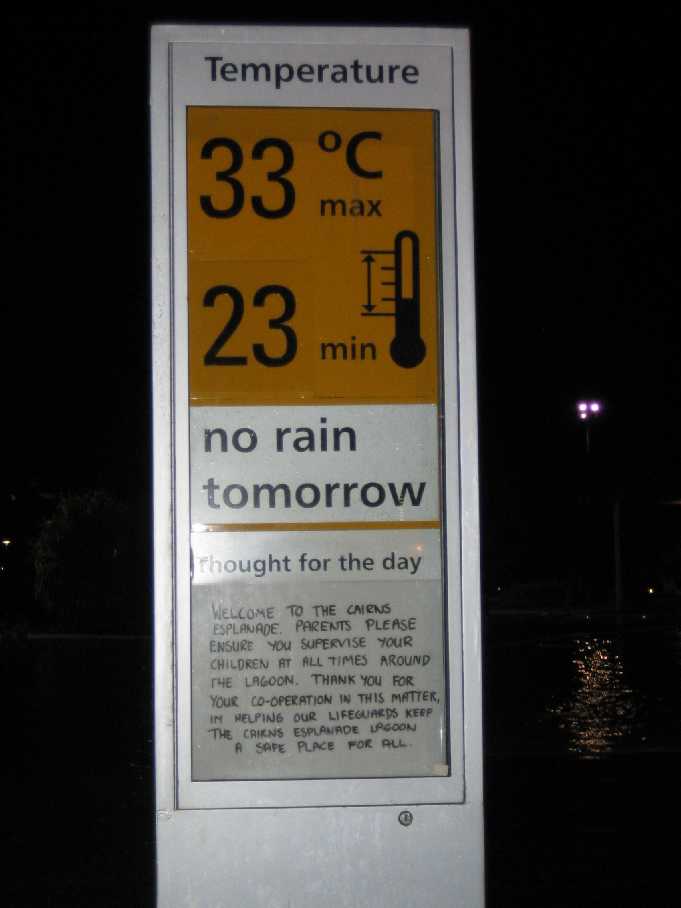 Temperature
33 °C
max
23 min
no rain
tomorrow
Thought for the day
WELCOME TO THE CAIRNS
ESPLANADE. PARENTS PLEASE
ENSURE YOU SUPERVISE YOUR
CHILDREN AT ALL TIMES AROUND
THE LAGOON. THANK YOU FOR
YOUR CO-OPERATION IN THIS MATTER,
IN HELPING OUR LIFEGUARDS KEEP
THE CAIRNS ESPLANADE LAGOON
A SAFE PLACE FOR ALL.